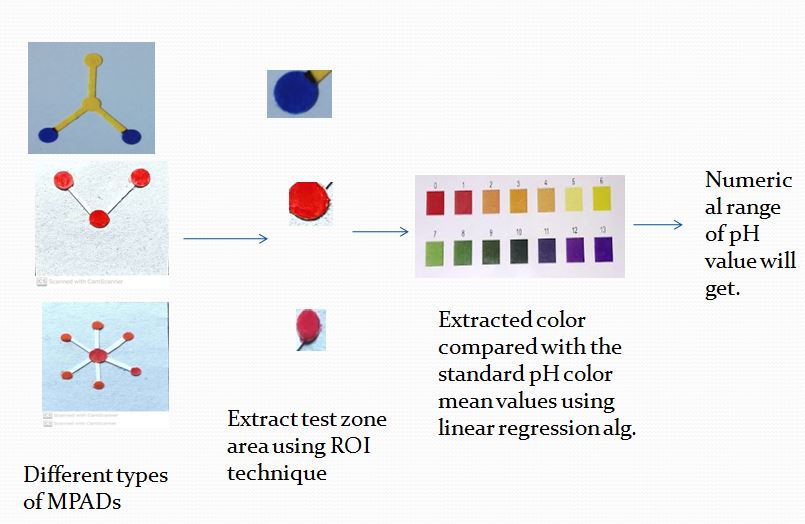 Numeric
al range
of pH
value will
get.
0 1 2 3 4 5 6
7 8 9 10 11 12 13
CS Scanned with CamScanner
Extracted color
compared with the
standard pH color
mean values using
linear regression alg.
Extract test zone
area using ROI
technique
CS Scanned with CamScanner
CS Scanned with CamScanner
Different types
of MPADs